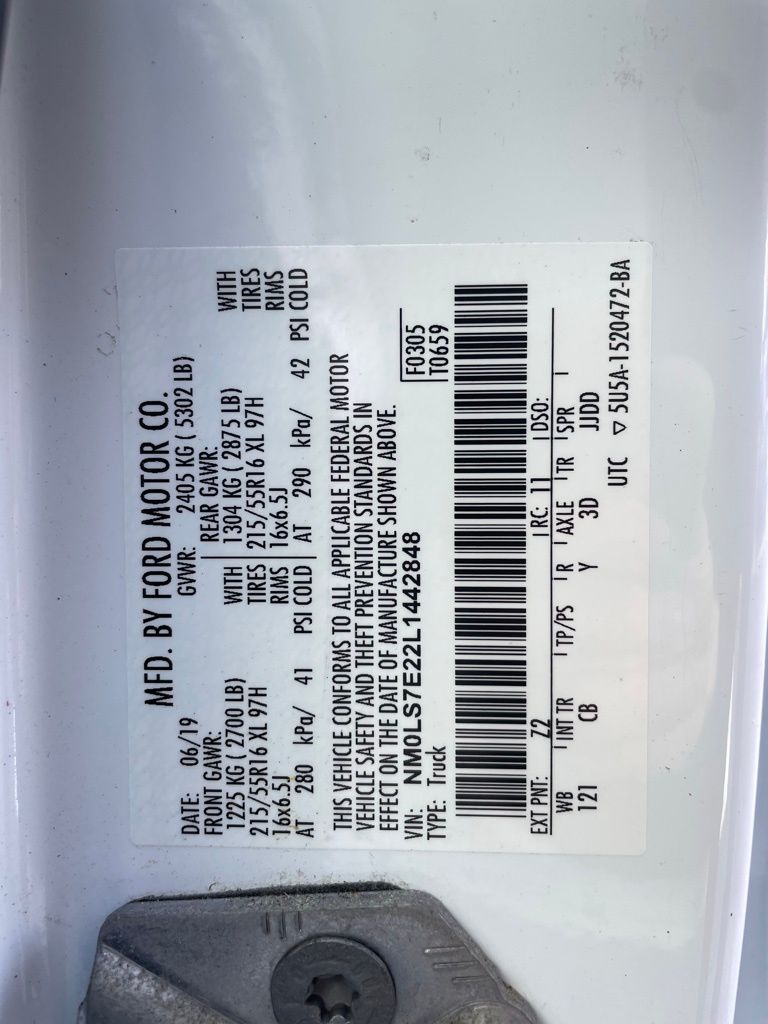 MFD. BY FORD MOTOR CO.
DATE: 06/19 GVWR: 2405 KG ( 5302 LB)
FRONT GAWR: REAR GAWR:
1225 KG ( 2700 LB) WITH 1304 KG ( 2875 LB) WITH
215/55R16 XL 97H TIRES 215/55R16 XL 97H TIRES
16x6.5J RIMS 16x6.5J RIMS
AT 280 kPa/ 41 PSI COLD AT 290 kPa/ 42 PSI COLD
THIS VEHICLE CONFORMS TO ALL APPLICABLE FEDERAL MOTOR
VEHICLE SAFETY AND THEFT PREVENTION STANDARDS IN
EFFECT ON THE DATE OF MANUFACTURE SHOWN ABOVE.
VIN: NM0LS7E22L1442848 F0305
TYPE: Truck T0659
EXT PNT: Z2 RC: 11 DSO:
WB INT TR TP/PS R AXLE TR SPR
121 CB Y 3D JJDD
UTC ▽ 5U5A-1520472-BA